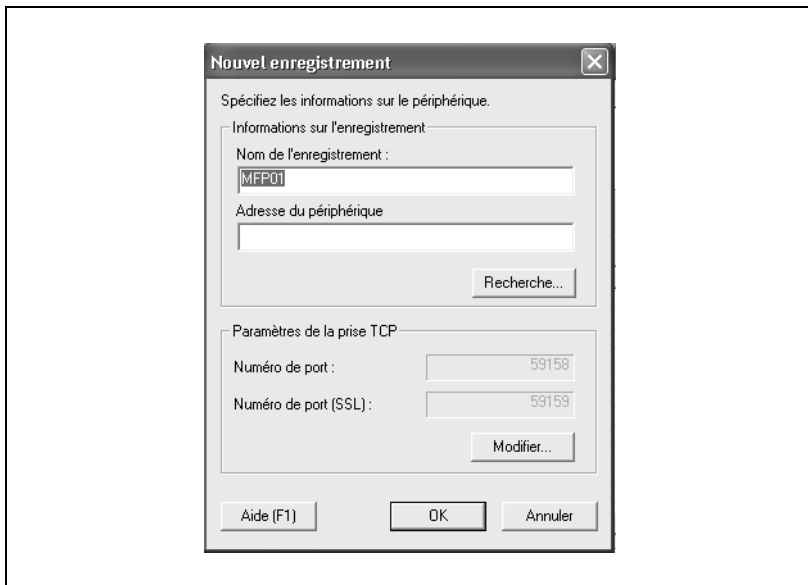 Nouvel enregistrement
Spécifiez les informations sur le périphérique.
Informations sur l'enregistrement
Nom de l'enregistrement :
MFP01
Adresse du périphérique
Recherche...
Paramètres de la prise TCP
Numéro de port :
59158
Numéro de port (SSL) :
59159
Modifier...
Aide (F1)
OK
Annuler